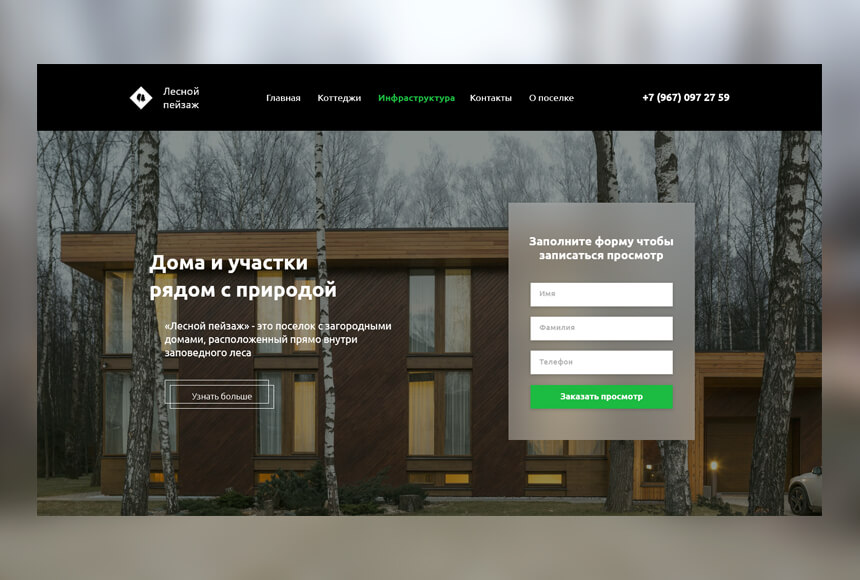 Лесной
пейзаж
Главная Коттеджи Инфраструктура Контакты О поселке
+7 (967) 097 27 59
Дома и участки
рядом с природой
«Лесной пейзаж» - это поселок с загородными
домами, расположенный прямо внутри
заповедного леса
Узнать больше
Заполните форму чтобы
записаться просмотр
Имя
Фамилия
Телефон
Заказать просмотр